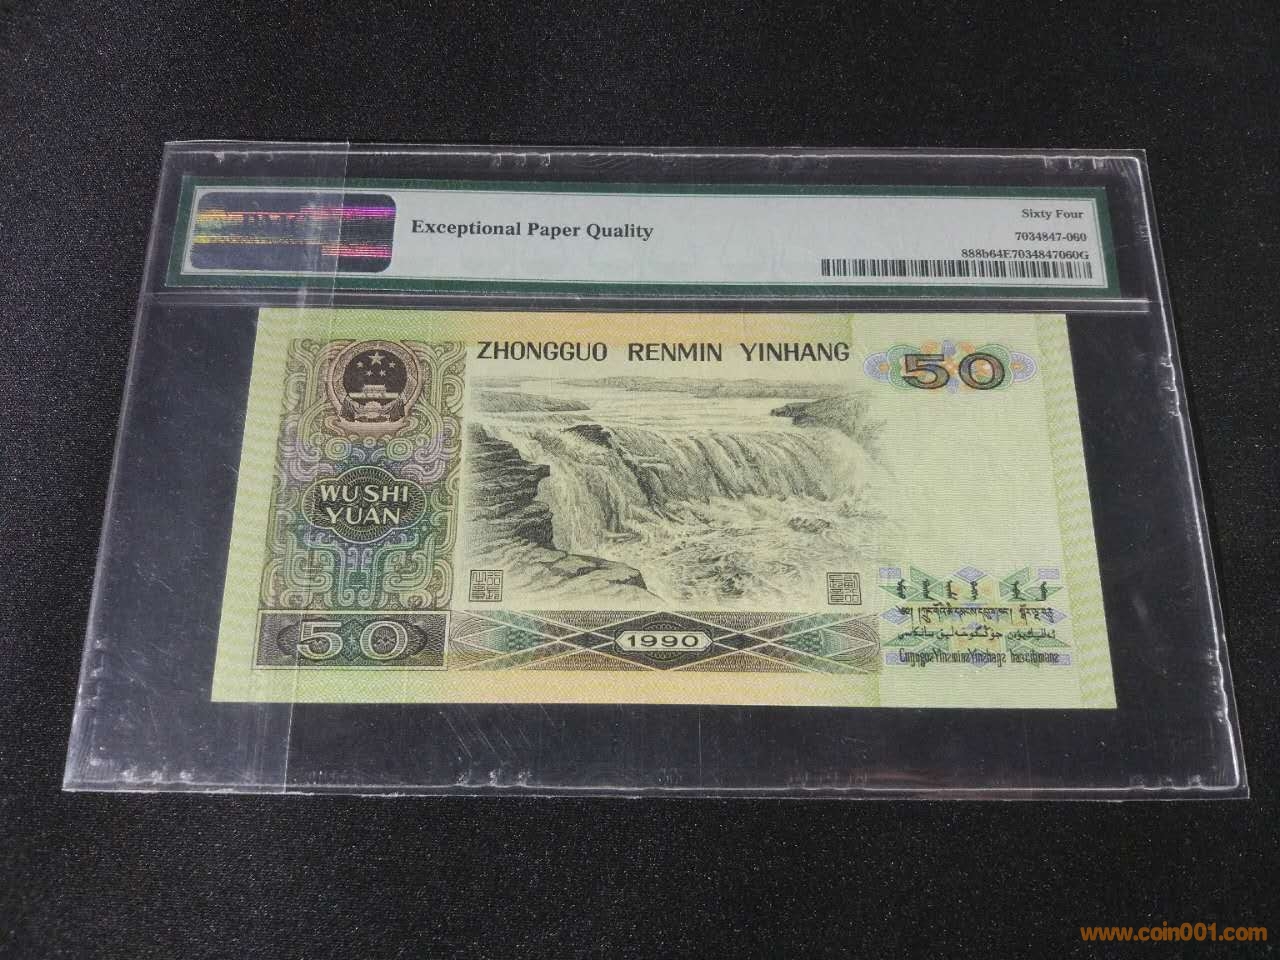 Exceptional Paper Quality
Sixty Four
7034847-060
888b64E7034847060G
ZHONGGUO RENMIN YINHANG
50
WU SHI
YUAN
50
1990
www.coin001.com